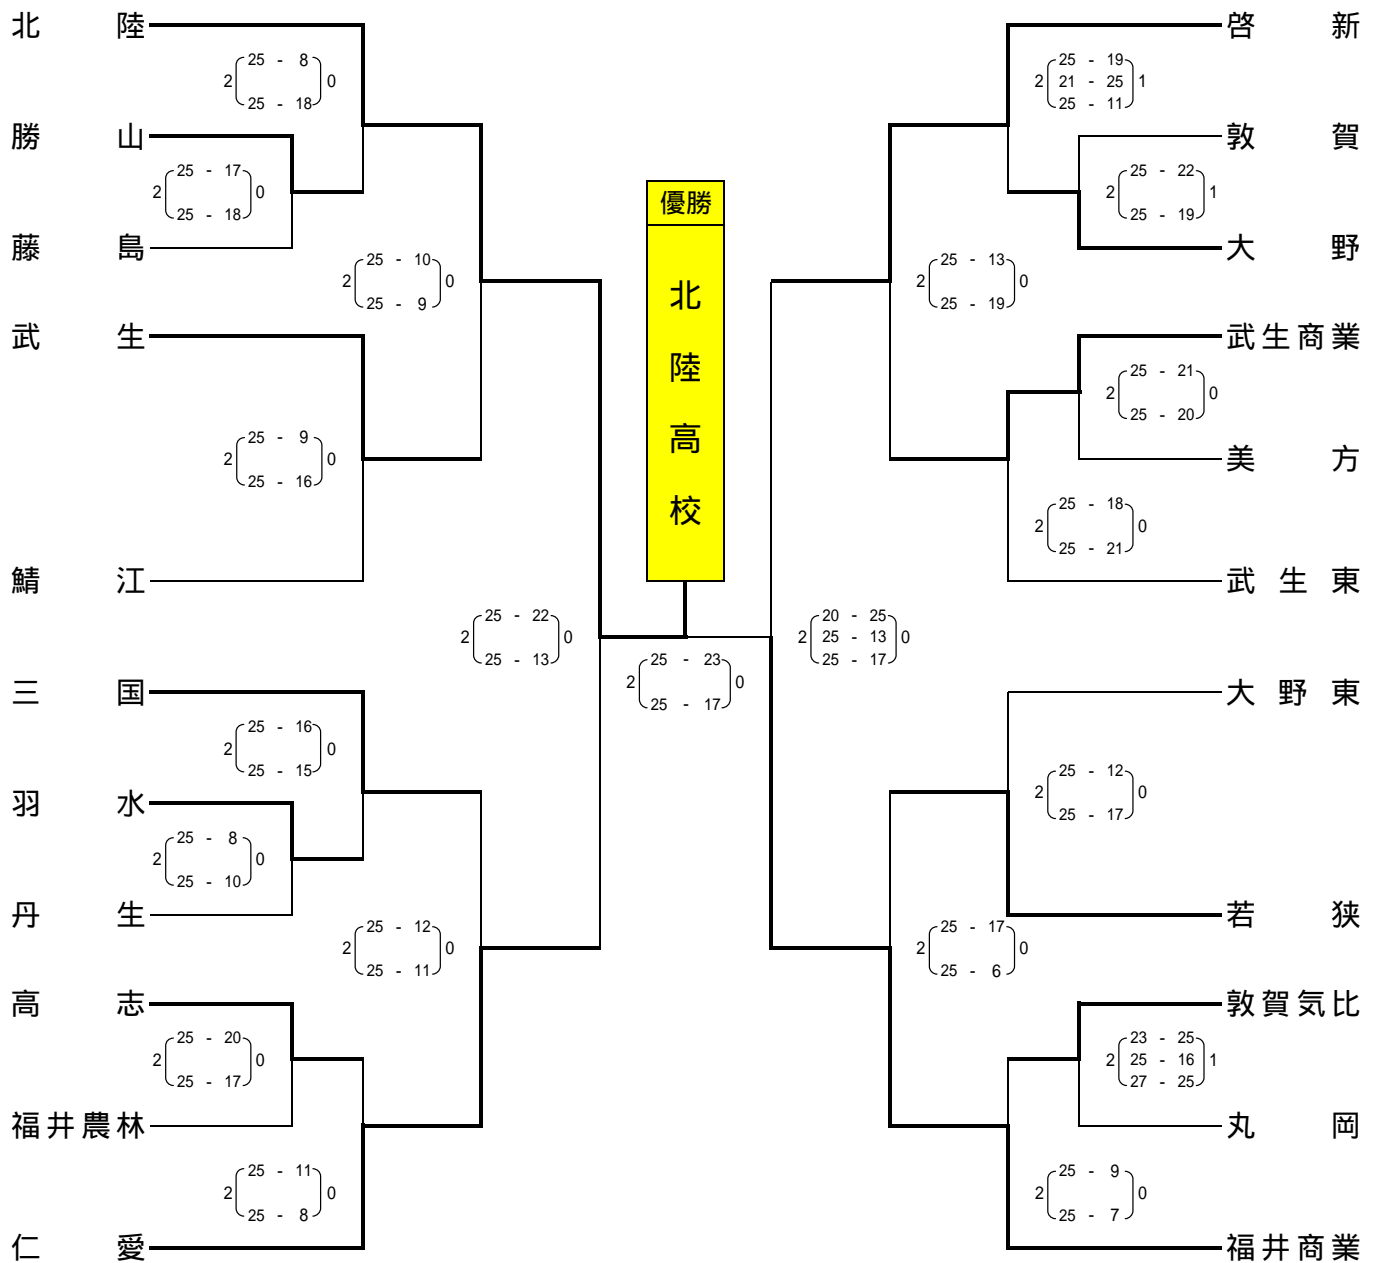 北陸
2 25 - 8 0
25 - 18
勝山
2 25 - 17 0
25 - 18
藤島
2 25 - 10 0
25 - 9
武生
2 25 - 9 0
25 - 16
鯖江
2 25 - 22 0
25 - 13
三国
2 25 - 16 0
25 - 15
羽水
2 25 - 8 0
25 - 10
丹生
2 25 - 12 0
25 - 11
高志
2 25 - 20 0
25 - 17
福井農林
2 25 - 11 0
25 - 8
仁愛
優勝
北陸高校
2 25 - 23 0
25 - 17
啓新
25 - 19
2 21 - 25 1
25 - 11
敦賀
2 25 - 22 1
25 - 19
大野
2 25 - 13 0
25 - 19
武生商業
2 25 - 21 0
25 - 20
美方
2 25 - 18 0
25 - 21
武生東
20 - 25
2 25 - 13 0
25 - 17
大野東
2 25 - 12 0
25 - 17
若狭
2 25 - 17 0
25 - 6
敦賀気比
23 - 25
2 25 - 16 1
27 - 25
丸岡
2 25 - 9 0
25 - 7
福井商業